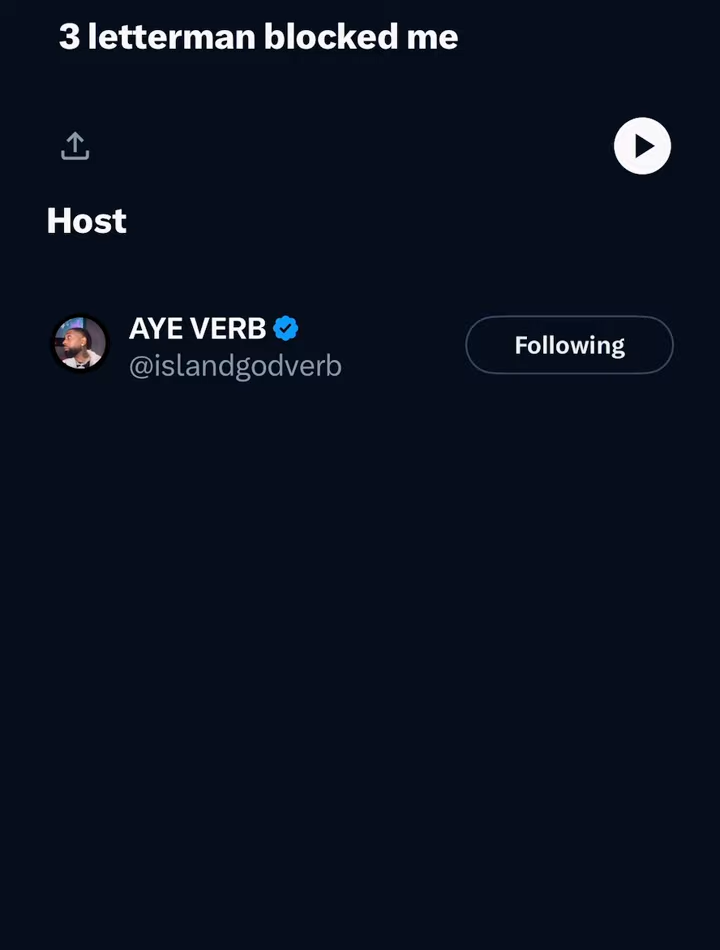 3 letterman blocked me
Host
AYE VERB
@islandgodverb
Following